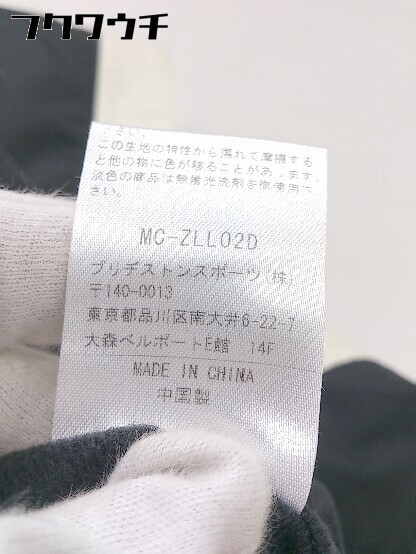 フクワウチ
さい。
この生地の特性から濡れて摩擦する
と他の物に色が移ることがあります。
淡色の商品は無蛍光洗剤を御使用下
さい。
MC-ZLL02D
ブリヂストンスポーツ(株)
〒140-0013
東京都品川区南大井6-22-7
大森ベルポートE館 14F
MADE IN CHINA
中国製